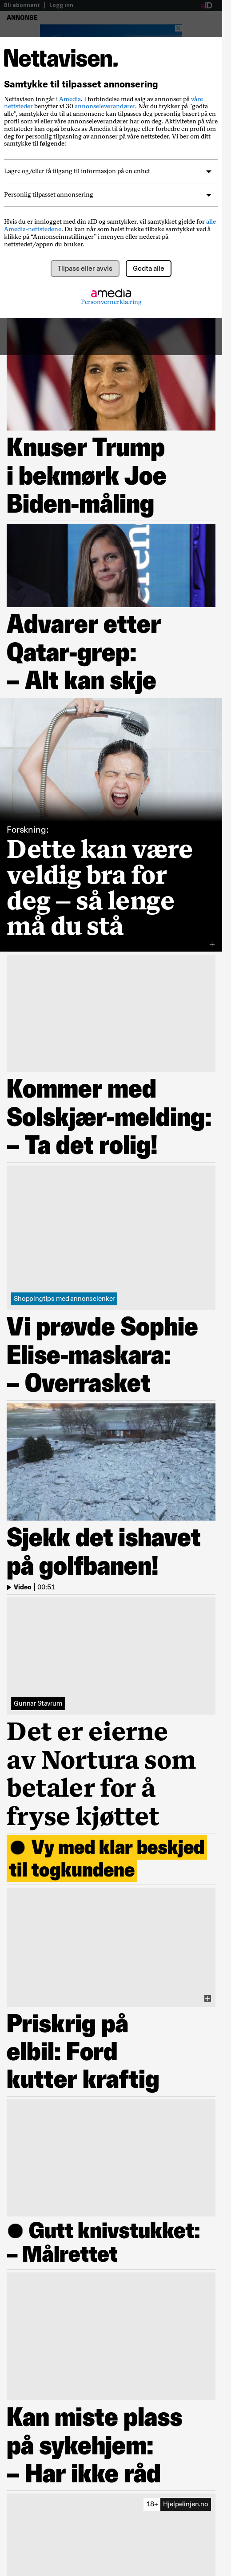 Bli abonnent | Logg inn
aID
ANNONSE
Nettavisen.
Samtykke til tilpasset annonsering
Nettavisen inngår i Amedia. I forbindelse med salg av annonser på våre
nettsteder benytter vi 30 annonseleverandører. Når du trykker på "godta
alle", samtykker du til at annonsene kan tilpasses deg personlig basert på en
profil som vi eller våre annonseleverandører har om deg. Aktiviteten din på våre
nettsteder kan også brukes av Amedia til å bygge eller forbedre en profil om
deg for personlig tilpasning av annonser på våre nettsteder. Vi ber om ditt
samtykke til følgende:
Lagre og/eller få tilgang til informasjon på en enhet
Personlig tilpasset annonsering
Hvis du er innlogget med din aID og samtykker, vil samtykket gjelde for alle
Amedia-nettstedene. Du kan når som helst trekke tilbake samtykket ved å
klikke på "Annonseinnstillinger" i menyen eller nederst på
nettstedet/appen du bruker.
Tilpass eller avvis
Godta alle
amedia
Personvernerklæring
Knuser Trump
i bekmørk Joe
Biden-måling
Advarer etter
Qatar-grep:
– Alt kan skje
Forskning:
Dette kan være
veldig bra for
deg – så lenge
må du stå
Kommer med
Solskjær-melding:
– Ta det rolig!
Shoppingtips med annonselenker
Vi prøvde Sophie
Elise-maskara:
– Overrasket
Sjekk det ishavet
på golfbanen!
Video | 00:51
Gunnar Stavrum
Det er eierne
av Nortura som
betaler for å
fryse kjøttet
● Vy med klar beskjed
til togkundene
Priskrig på
elbil: Ford
kutter kraftig
● Gutt knivstukket:
– Målrettet
Kan miste plass
på sykehjem:
– Har ikke råd
18+ Hjelpelinjen.no